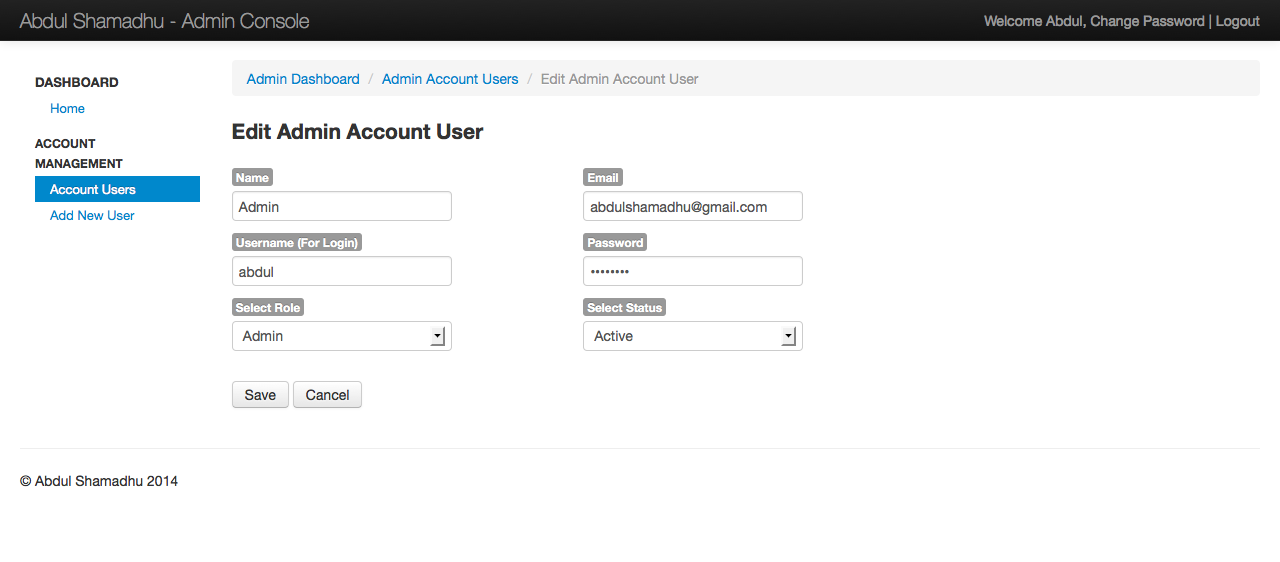 Abdul Shamadhu - Admin Console
Welcome Abdul, Change Password | Logout
DASHBOARD
Home
ACCOUNT
MANAGEMENT
Account Users
Add New User
Admin Dashboard / Admin Account Users / Edit Admin Account User
Edit Admin Account User
Name
Admin
Email
abdulshamadhu@gmail.com
Username (For Login)
abdul
Password
••••••••
Select Role
Admin
Select Status
Active
Save
Cancel
© Abdul Shamadhu 2014